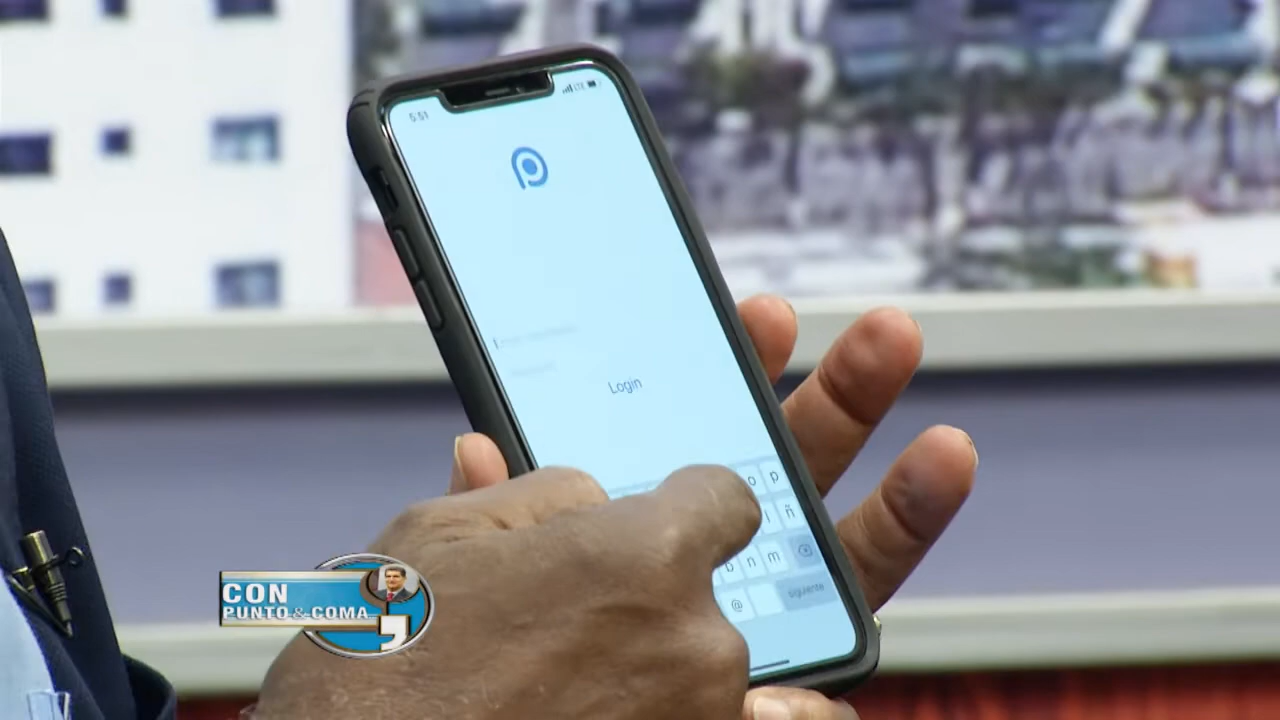 5:51
LTE
Login
o p
l ñ
b n m
@
siguiente
CON
PUNTO & COMA